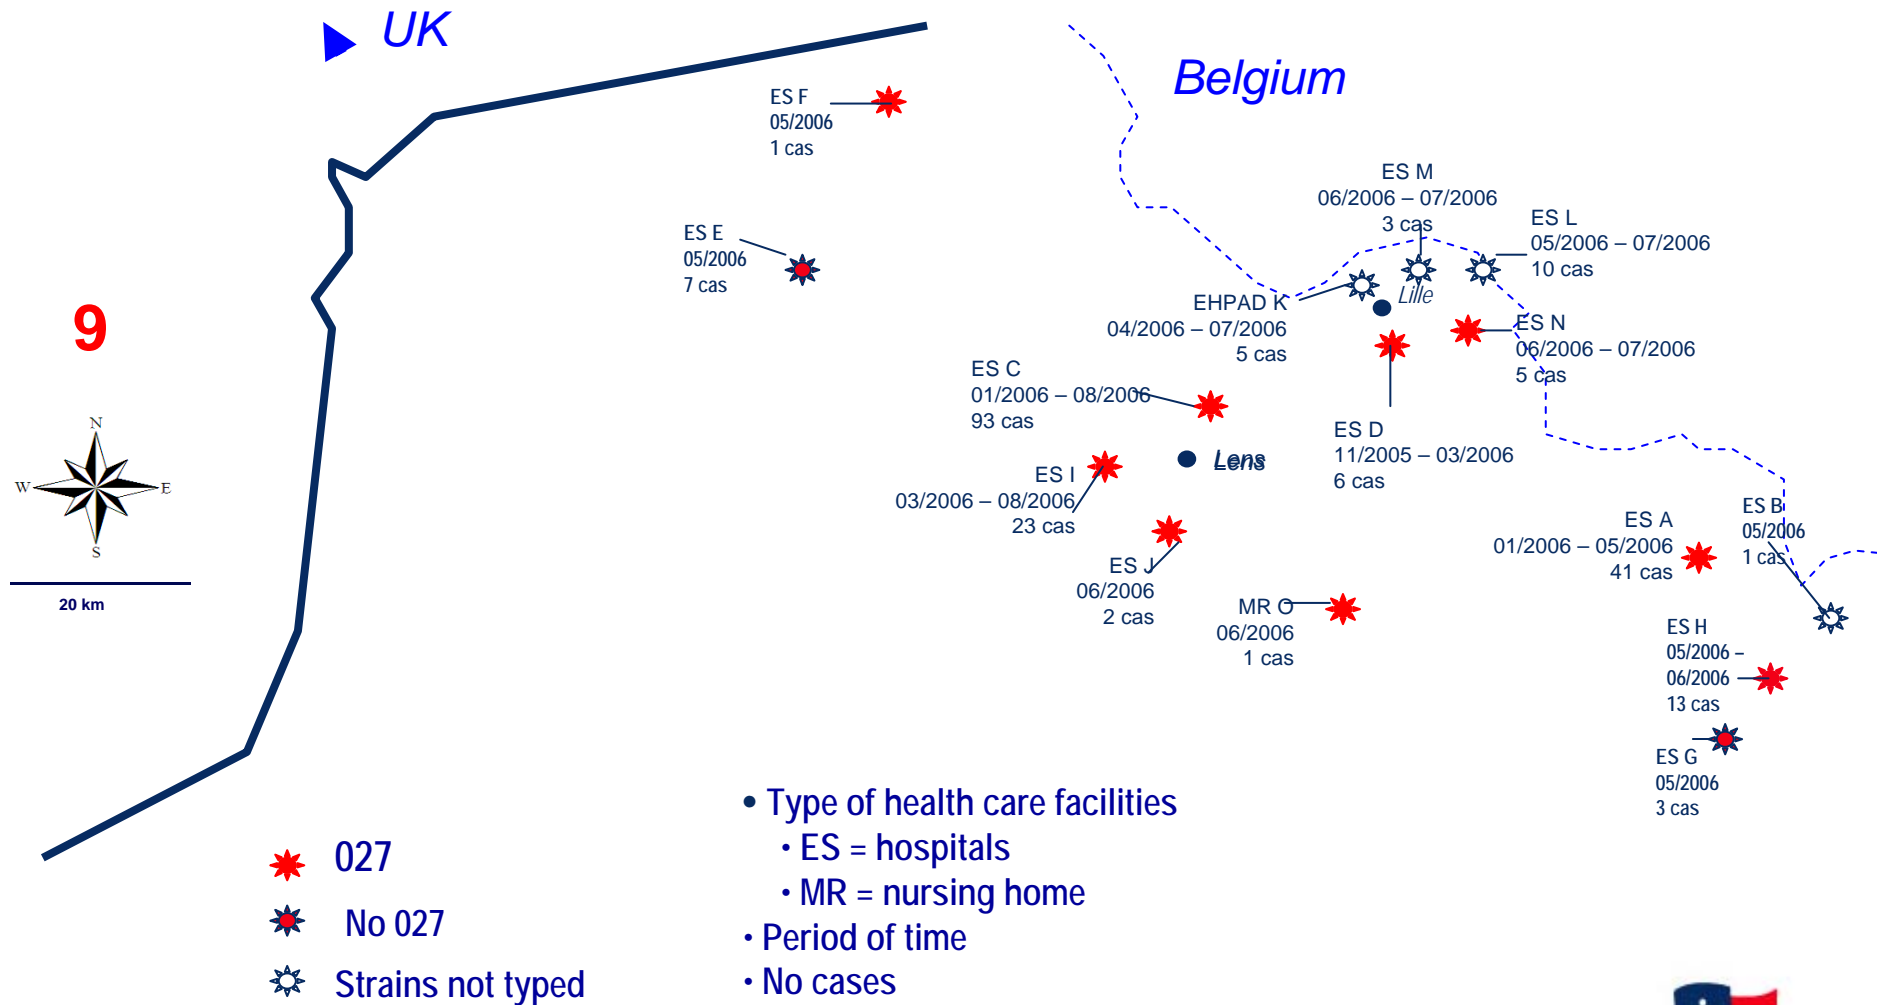 UK
Belgium
ES F
05/2006
1 cas
ES E
05/2006
7 cas
ES M
06/2006 – 07/2006
3 cas
ES L
05/2006 – 07/2006
10 cas
Lille
EHPAD K
04/2006 – 07/2006
5 cas
ES N
06/2006 – 07/2006
5 cas
9
ES C
01/2006 – 08/2006
93 cas
ES D
11/2005 – 03/2006
6 cas
Lens
ES I
03/2006 – 08/2006
23 cas
N
W
E
S
20 km
ES J
06/2006
2 cas
MR O
06/2006
1 cas
ES A
01/2006 – 05/2006
41 cas
ES B
05/2006
1 cas
ES H
05/2006 –
06/2006
13 cas
ES G
05/2006
3 cas
027
No 027
Strains not typed
• Type of health care facilities
• ES = hospitals
• MR = nursing home
• Period of time
• No cases